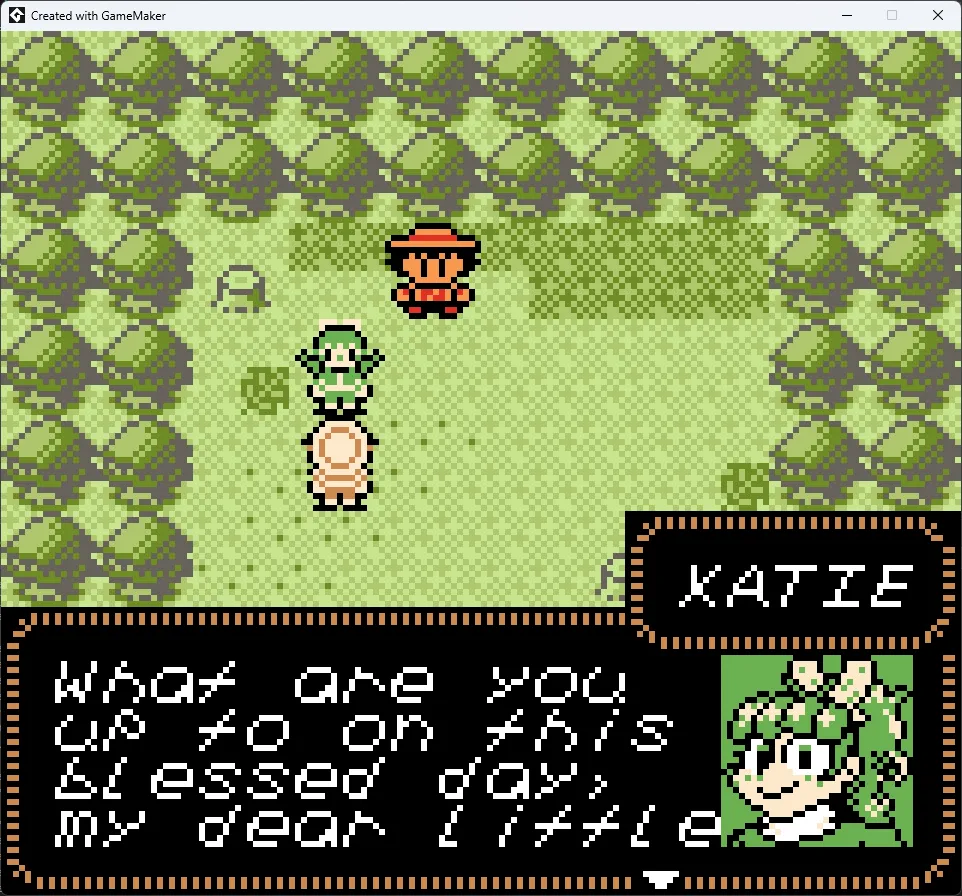 Created with GameMaker
KATIE
What are you
up to on this
blessed day,
my dear little